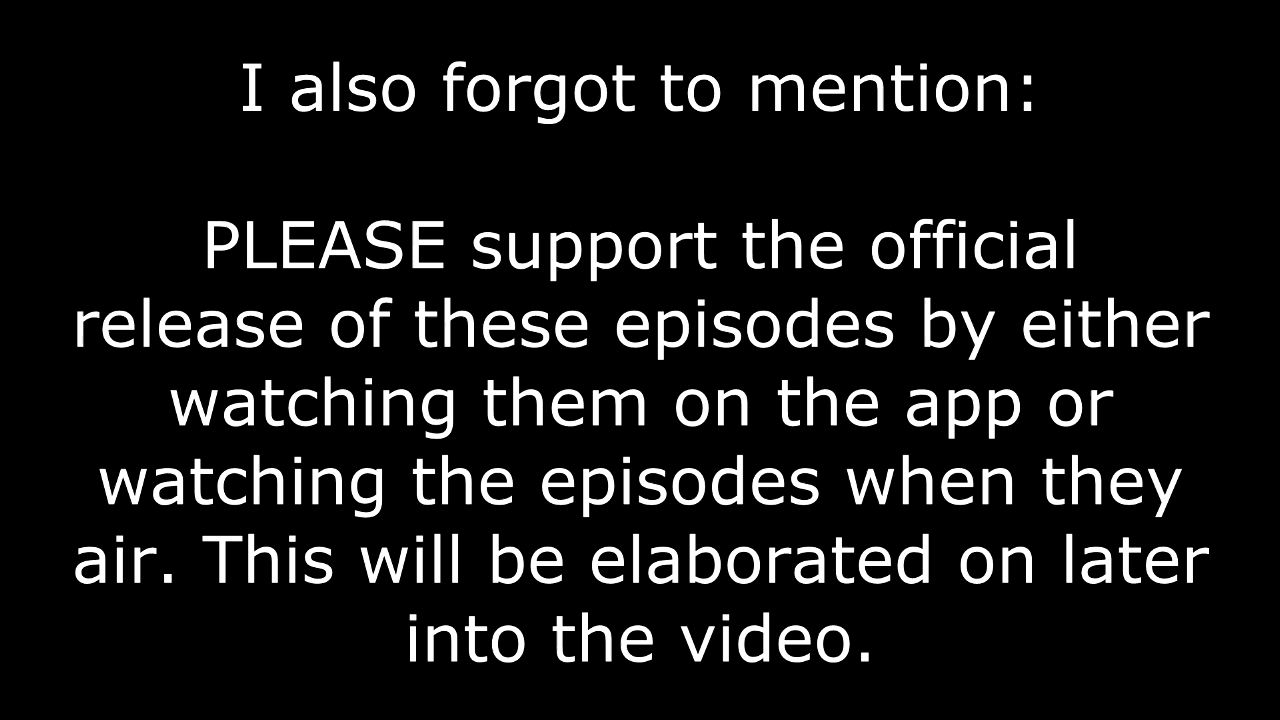 I also forgot to mention:
PLEASE support the official
release of these episodes by either
watching them on the app or
watching the episodes when they
air. This will be elaborated on later
into the video.